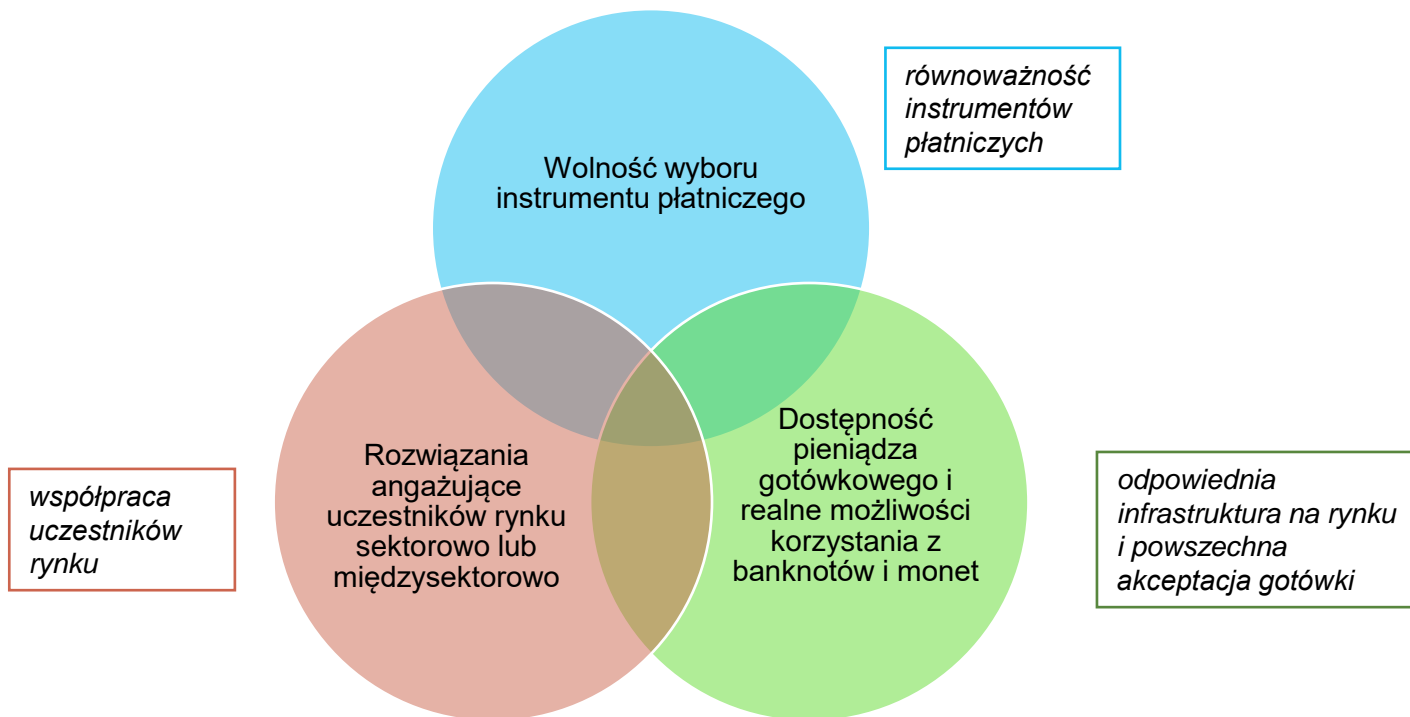 równoważność
instrumentów
płatniczych
Wolność wyboru
instrumentu płatniczego
współpraca
uczestników
rynku
Rozwiązania
angażujące
uczestników rynku
sektorowo lub
międzysektorowo
Dostępność
pieniądza
gotówkowego i
realne możliwości
korzystania z
banknotów i monet
odpowiednia
infrastruktura na rynku
i powszechna
akceptacja gotówki